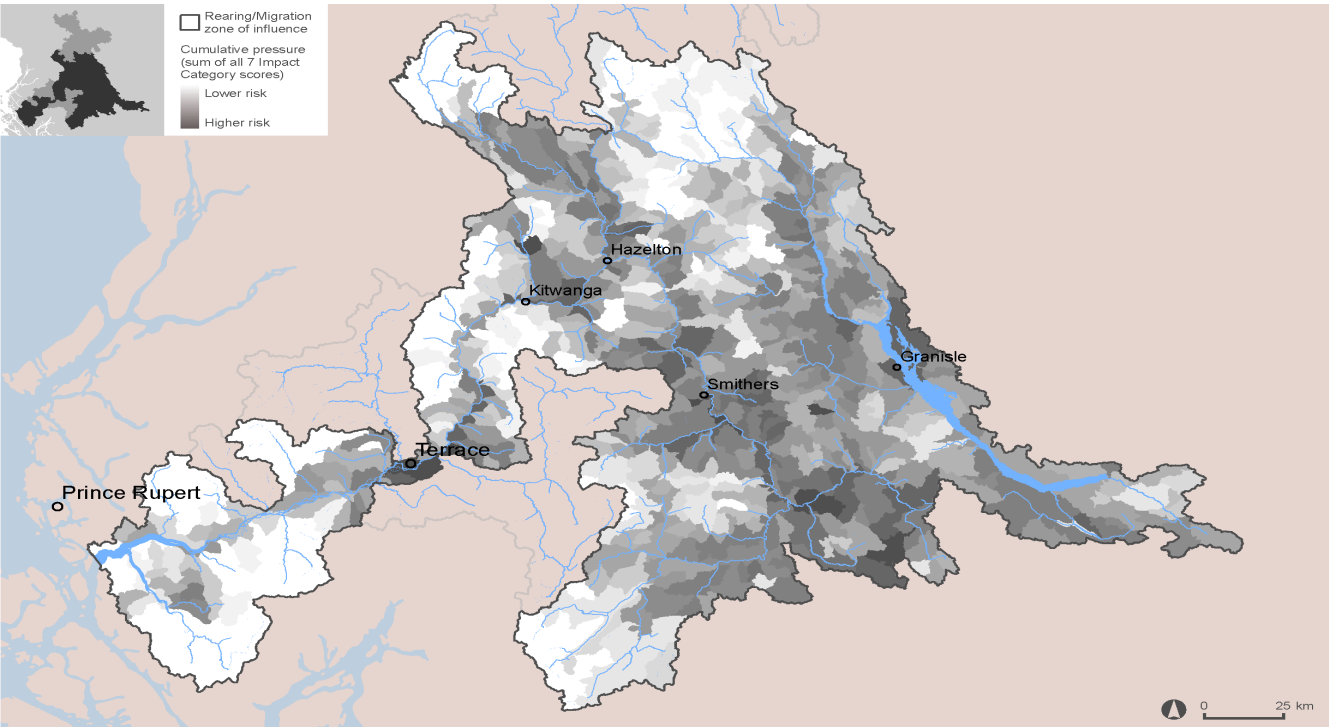 Rearing/Migration
zone of influence
Cumulative pressure
(sum of all 7 Impact
Category scores)
Lower risk
Higher risk
Hazelton
Kitwanga
Granisle
Smithers
Terrace
Prince Rupert
0 25 km